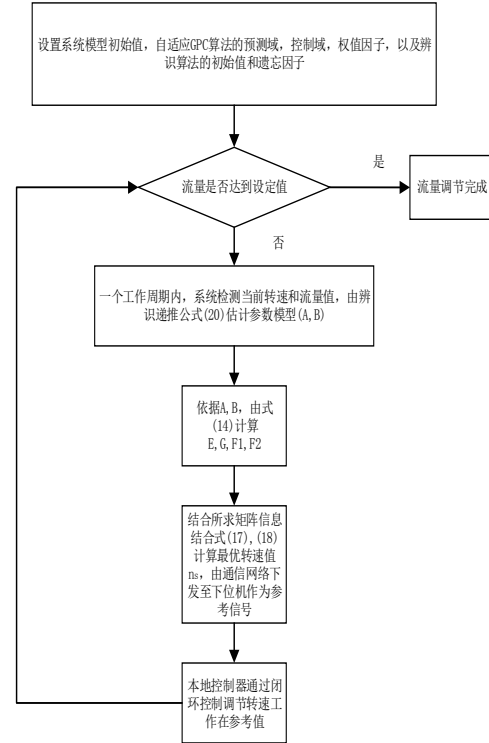 设置系统模型初始值，自适应GPC算法的预测域，控制域，权值因子，以及辨
识算法的初始值和遗忘因子
流量是否达到设定值
是
流量调节完成
否
一个工作周期内，系统检测当前转速和流量值，由辨
识递推公式(20)估计参数模型(A,B)
依据A,B，由式
(14)计算
E,G,F1,F2
结合所求矩阵信息
结合式(17),(18)
计算最优转速值
ns，由通信网络下
发至下位机作为参
考信号
本地控制器通过闭
环控制调节转速工
作在参考值